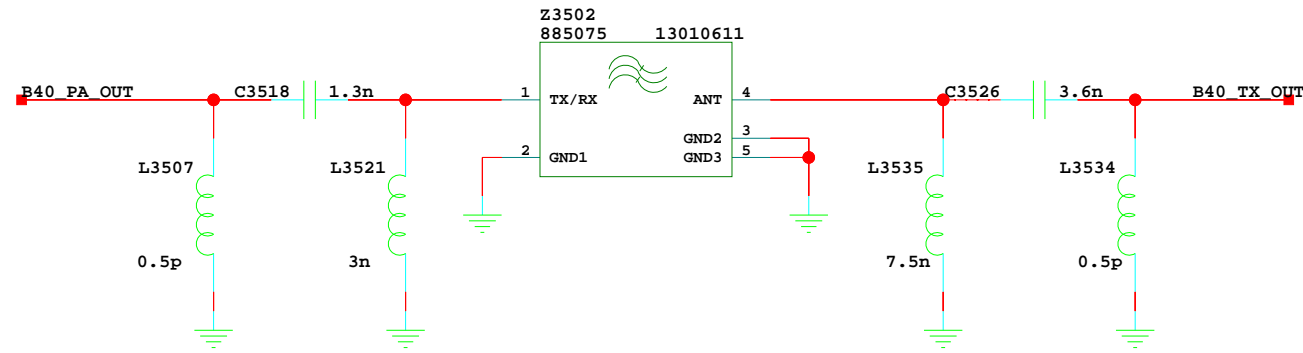 Z3502
885075 13010611
B40_PA_OUT C3518 1.3n 1 TX/RX ANT 4 C3526 3.6n B40_TX_OUT
GND2 3
2 GND1 GND3 5
L3507 L3521 L3535 L3534
0.5p 3n 7.5n 0.5p